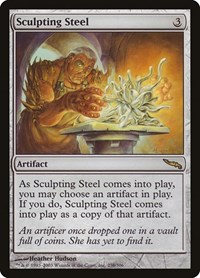 Sculpting Steel 3
Artifact
As Sculpting Steel comes into play,
you may choose an artifact in play.
If you do, Sculpting Steel comes into
play as a copy of that artifact.
An artificer once dropped one in a vault
full of coins. She has yet to find it.
Heather Hudson